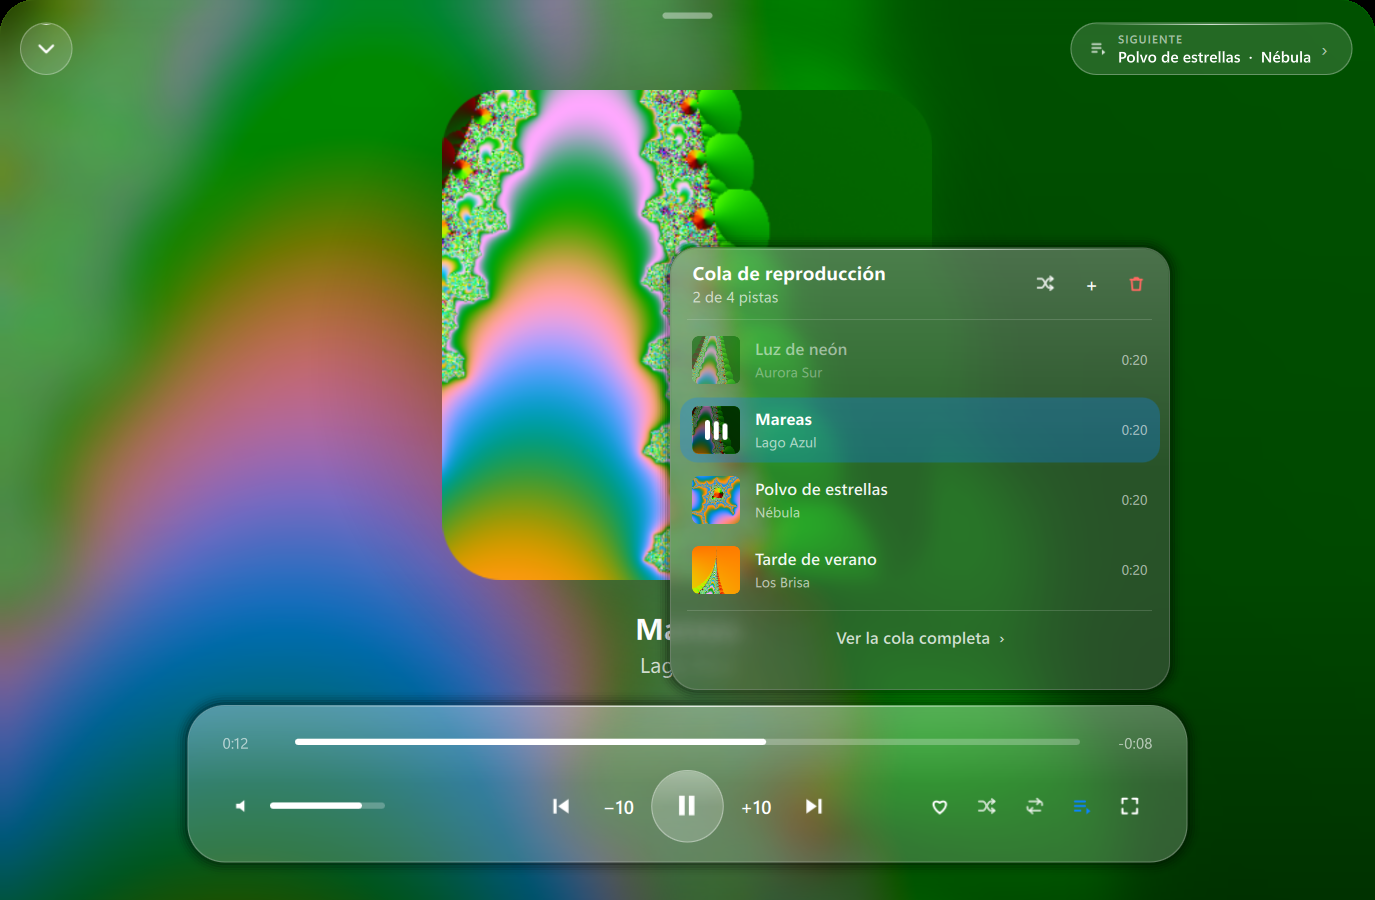 SIGUIENTE
Polvo de estrellas · Nébula ›
Cola de reproducción
2 de 4 pistas
+
Luz de neón
Aurora Sur
0:20
Mareas
Lago Azul
0:20
Polvo de estrellas
Nébula
0:20
Tarde de verano
Los Brisa
0:20
Ver la cola completa ›
0:12
-0:08
−10
+10